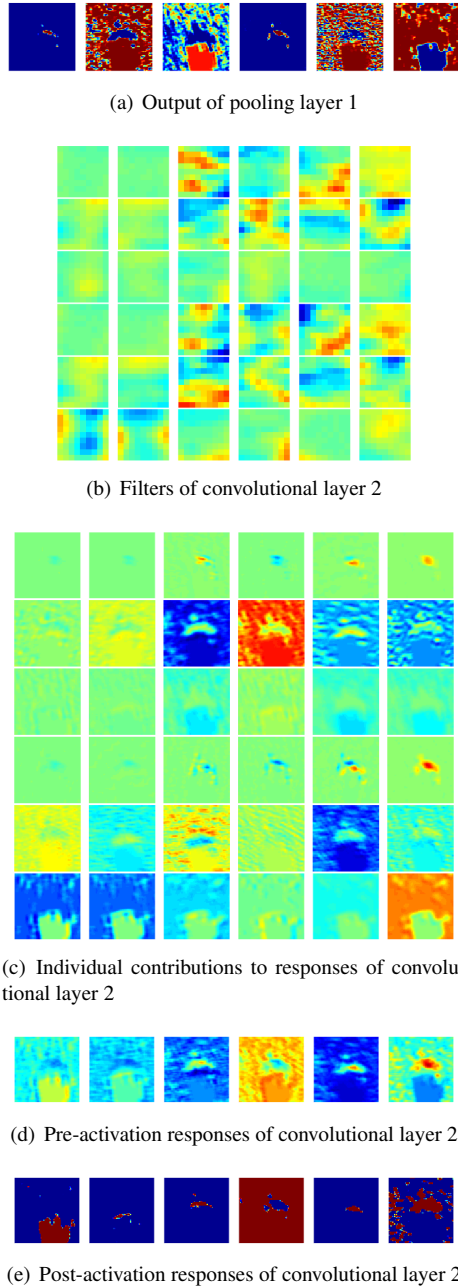 (a) Output of pooling layer 1
(b) Filters of convolutional layer 2
(c) Individual contributions to responses of convolu-
tional layer 2
(d) Pre-activation responses of convolutional layer 2
(e) Post-activation responses of convolutional layer 2